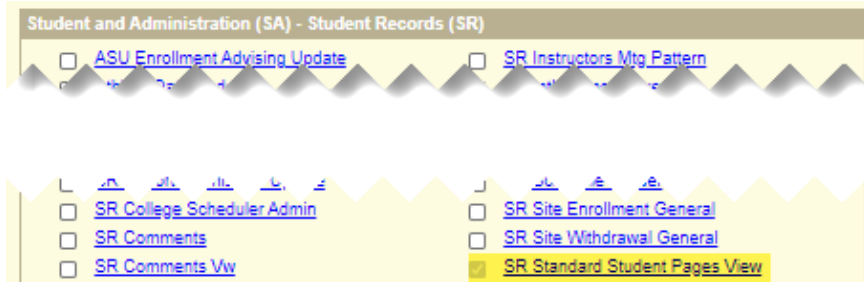 Student and Administration (SA) - Student Records (SR)
ASU Enrollment Advising Update
SR Instructors Mtg Pattern
SR College Scheduler Admin
SR Site Enrollment General
SR Comments
SR Site Withdrawal General
SR Comments Vw
SR Standard Student Pages View